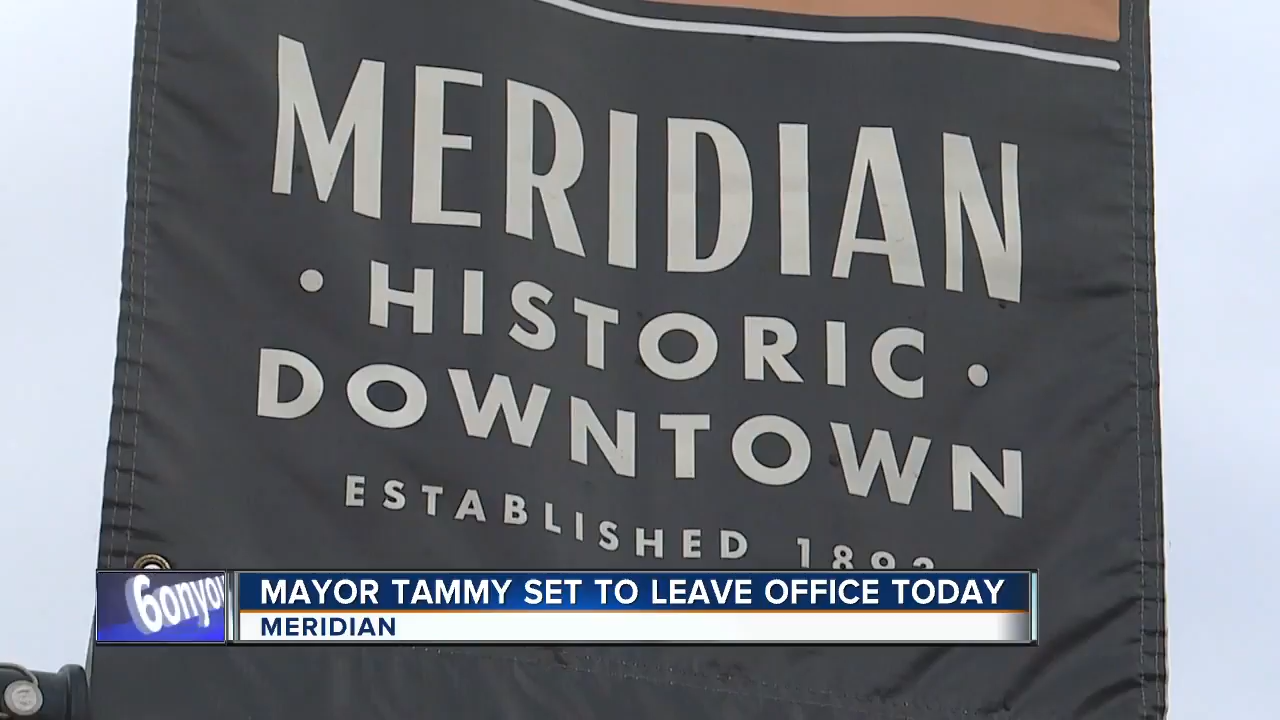 MERIDIAN
• HISTORIC •
DOWNTOWN
ESTABLISHED
MAYOR TAMMY SET TO LEAVE OFFICE TODAY
MERIDIAN